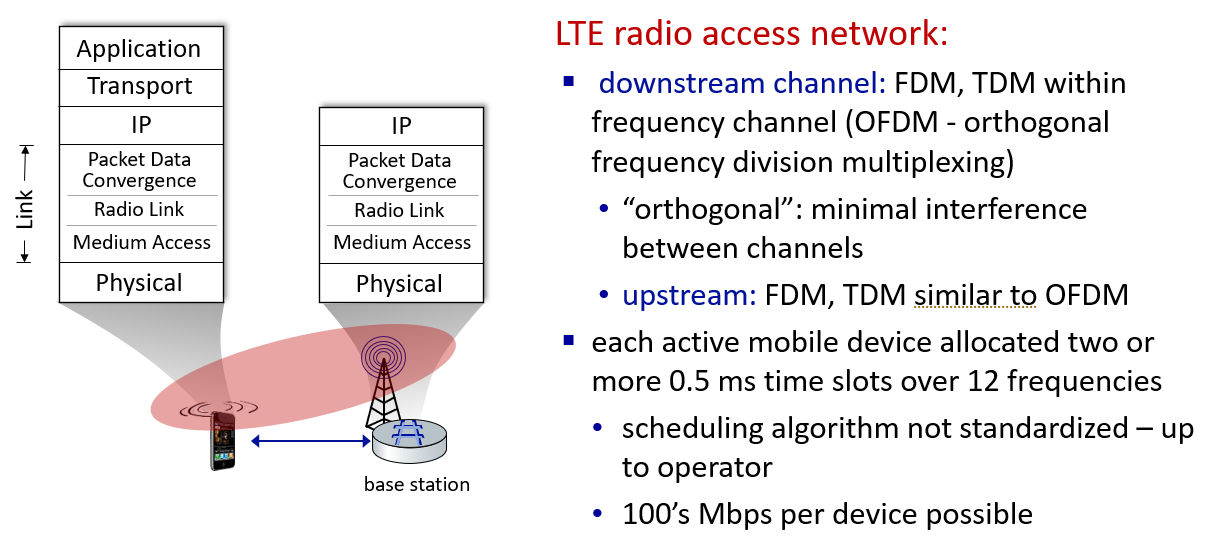 Application
Transport
IP
Packet Data
Convergence
Radio Link
Medium Access
Physical
Link
IP
Packet Data
Convergence
Radio Link
Medium Access
Physical
base station
LTE radio access network:
▪ downstream channel: FDM, TDM within
frequency channel (OFDM - orthogonal
frequency division multiplexing)
• “orthogonal”: minimal interference
between channels
• upstream: FDM, TDM similar to OFDM
▪ each active mobile device allocated two or
more 0.5 ms time slots over 12 frequencies
• scheduling algorithm not standardized – up
to operator
• 100’s Mbps per device possible